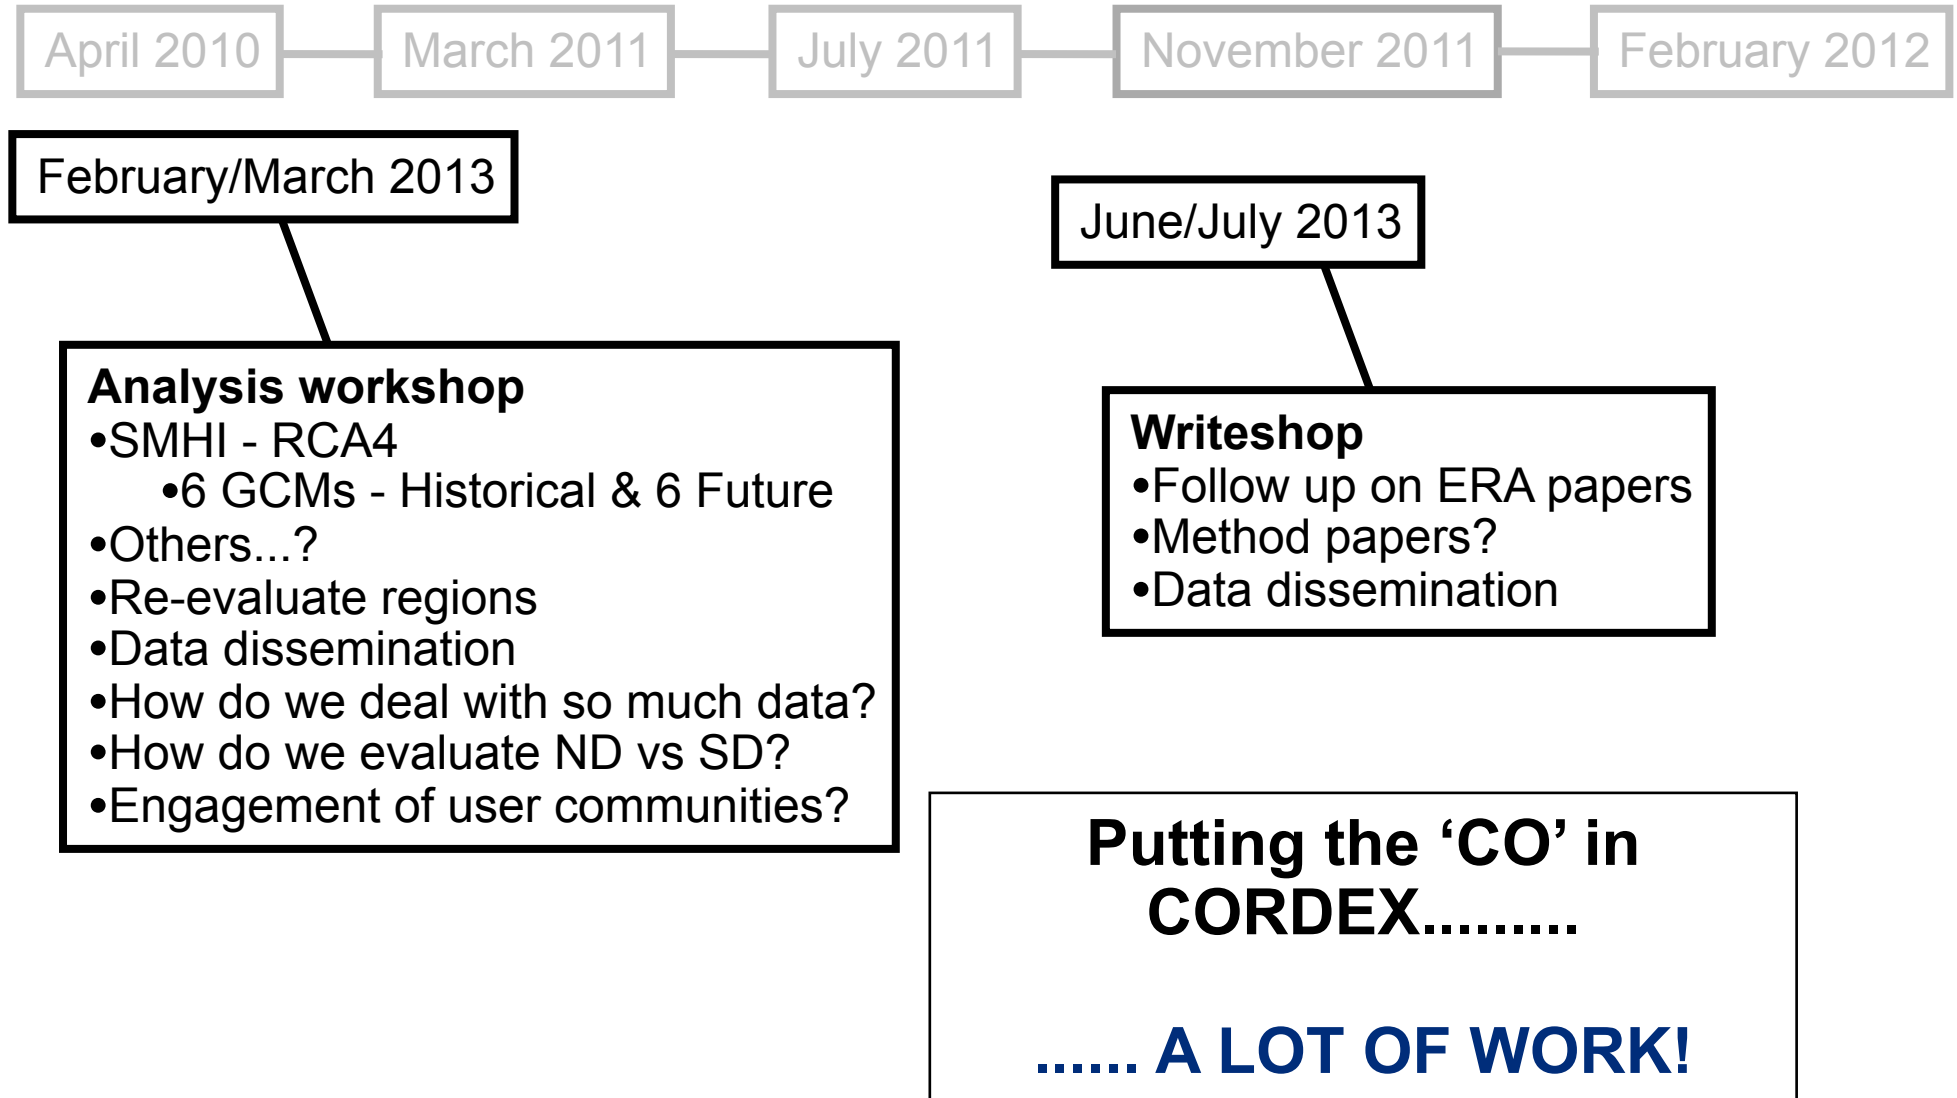 April 2010
March 2011
July 2011
November 2011
February 2012
February/March 2013
June/July 2013
Analysis workshop
•SMHI - RCA4
•6 GCMs - Historical & 6 Future
•Others...?
•Re-evaluate regions
•Data dissemination
•How do we deal with so much data?
•How do we evaluate ND vs SD?
•Engagement of user communities?
Writeshop
•Follow up on ERA papers
•Method papers?
•Data dissemination
Putting the ‘CO’ in
CORDEX.........
...... A LOT OF WORK!